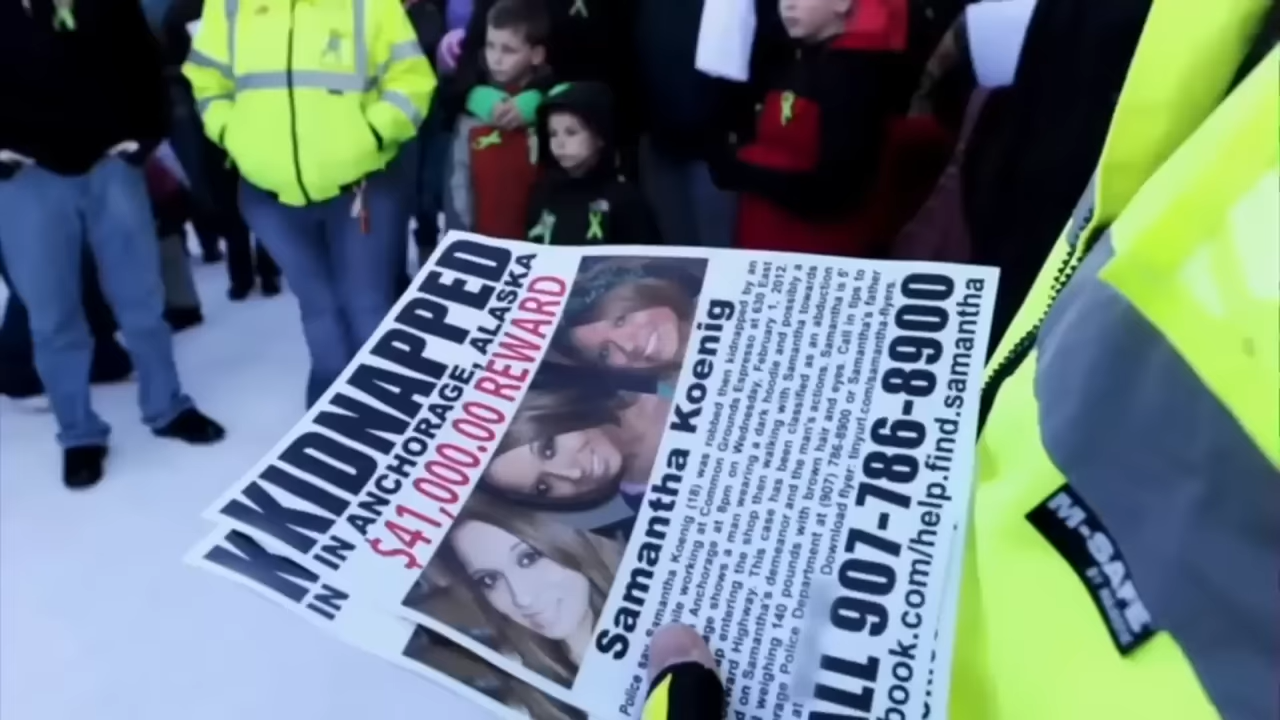 KIDNAPPED
IN ANCHORAGE, ALASKA
$41,000.00 REWARD
Samantha Koenig
Police say Samantha Koenig (18) was robbed then kidnapped by an
while working at Common Grounds Espresso at 630 East
Anchorage at 8pm on Wednesday, February 1, 2012.
shows a man wearing a dark hoodie and possibly a
entering the shop then walking with Samantha towards
Highway. This case has been classified as an abduction
on Samantha's demeanor and the man's actions. Samantha is 6'
weighing 140 pounds with brown hair and eyes. Call in tips to
Police Department at (907) 786-8900 or Samantha's father
at Download flyer: tinyurl.com/samantha-flyers.
907-786-8900
book.com/help.find.samantha
K
IN
M-SAFE